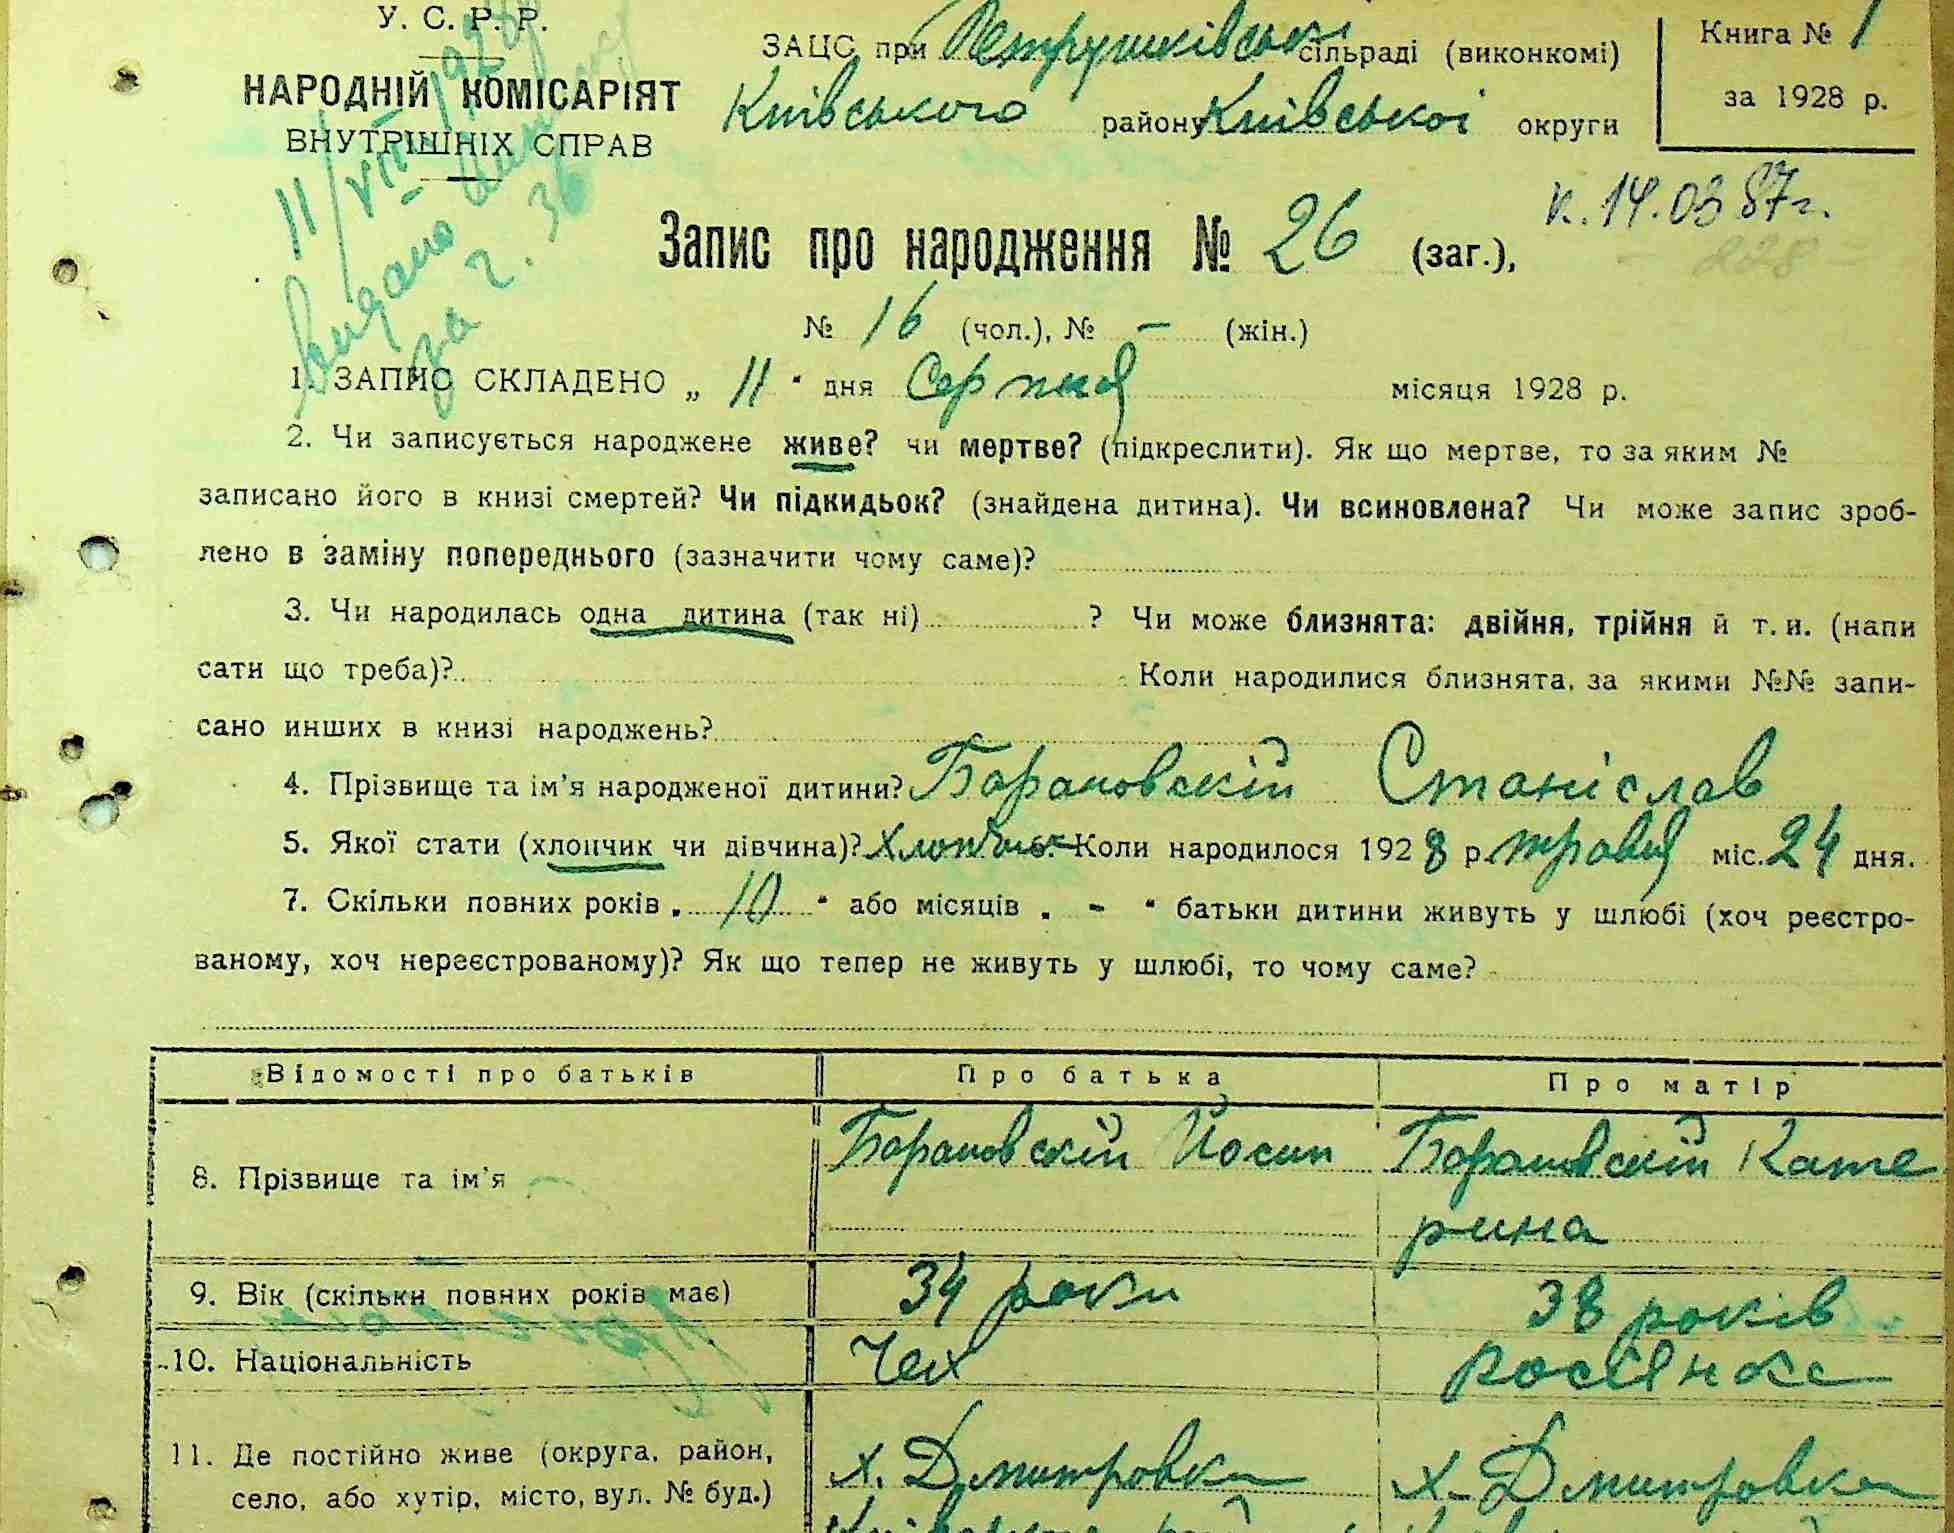 У. С. Р. Р.
НАРОДНІЙ КОМІСАРІЯТ
ВНУТРІШНІХ СПРАВ
ЗАЦС при Петрушківській сільраді (виконкомі)
Київського району Київської округи
Книга № 1
за 1928 р.
11/VIII 1928
Видано
за ч. 36
к. 14.03 87 г.
228
Запис про народження № 26 (заг.),
№ 16 (чол.), № – (жін.)
1. ЗАПИС СКЛАДЕНО „ 11 “ дня Серпня місяця 1928 р.
2. Чи записується народжене живе? чи мертве? (підкреслити). Як що мертве, то за яким №
записано його в книзі смертей? Чи підкидьок? (знайдена дитина). Чи всиновлена? Чи може запис зроб-
лено в заміну попереднього (зазначити чому саме)?
3. Чи народилась одна дитина (так ні) ? Чи може близнята: двійня, трійня й т. и. (напи
сати що треба)? Коли народилися близнята, за якими №№ запи-
сано инших в книзі народжень?
4. Прізвище та ім’я народженої дитини? Барановскій Станіслав
5. Якої стати (хлопчик чи дівчина)? Хлопчик Коли народилося 1928 р. травня міс. 24 дня.
7. Скільки повних років „ 10 “ або місяців „ – “ батьки дитини живуть у шлюбі (хоч реєстро-
ваному, хоч нереєстрованому)? Як що тепер не живуть у шлюбі, то чому саме?
Відомості про батьків Про батька Про матір
8. Прізвище та ім’я Барановскій Йосип Барановскій Кате
рина
9. Вік (скільки повних років має) 34 роки 38 років
10. Національність Чех росіянка
11. Де постійно живе (округа, район, х. Дмитровка х. Дмитровка
село, або хутір, місто, вул. № буд.)